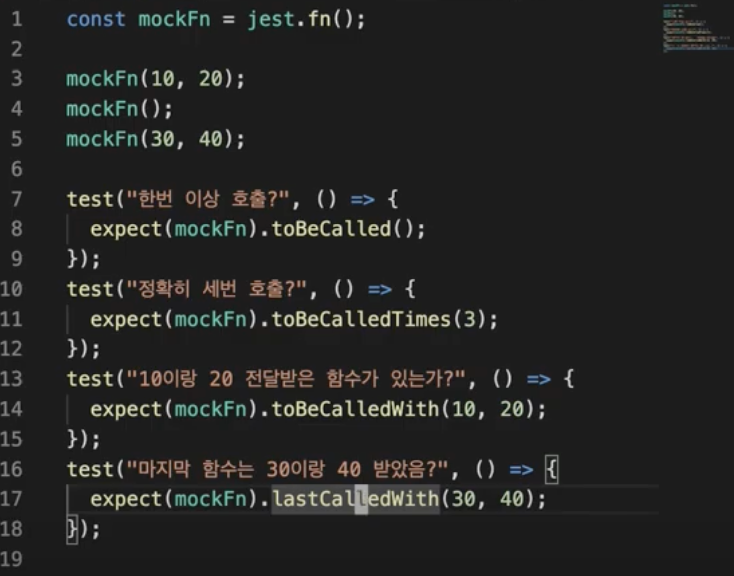 1 const mockFn = jest.fn();
2
3 mockFn(10, 20);
4 mockFn();
5 mockFn(30, 40);
6
7 test("한번 이상 호출?", () => {
8 expect(mockFn).toBeCalled();
9 });
10 test("정확히 세번 호출?", () => {
11 expect(mockFn).toBeCalledTimes(3);
12 });
13 test("10이랑 20 전달받은 함수가 있는가?", () => {
14 expect(mockFn).toBeCalledWith(10, 20);
15 });
16 test("마지막 함수는 30이랑 40 받았음?", () => {
17 expect(mockFn).lastCalledWith(30, 40);
18 });
19